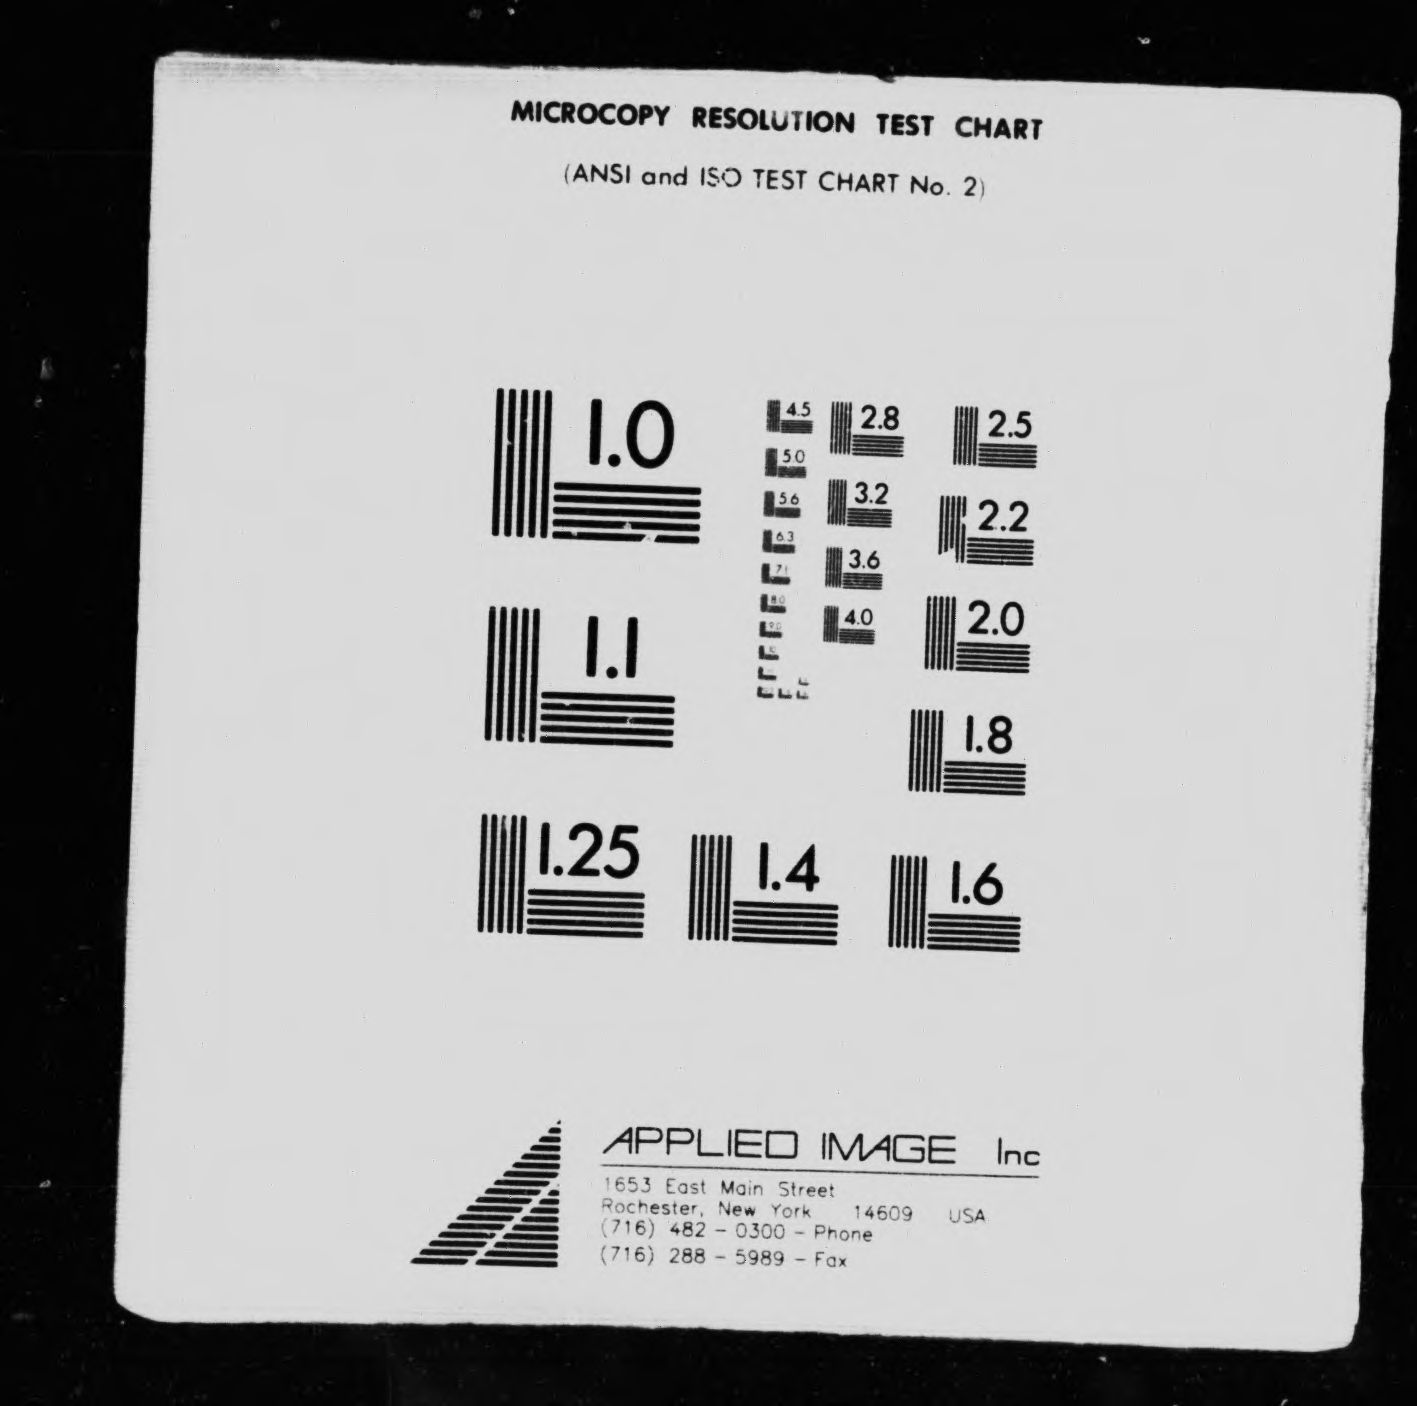 MICROCOPY RESOLUTION TEST CHART
(ANSI and ISO TEST CHART No. 2)
1.0
4.5
2.8
2.5
5.0
3.2
2.2
5.6
6.3
3.6
7.1
8.0
4.0
2.0
9.0
1.1
1.8
1.25
1.4
1.6
APPLIED IMAGE Inc
1653 East Main Street
Rochester, New York 14609 USA
(716) 482 - 0300 - Phone
(716) 288 - 5989 - Fax